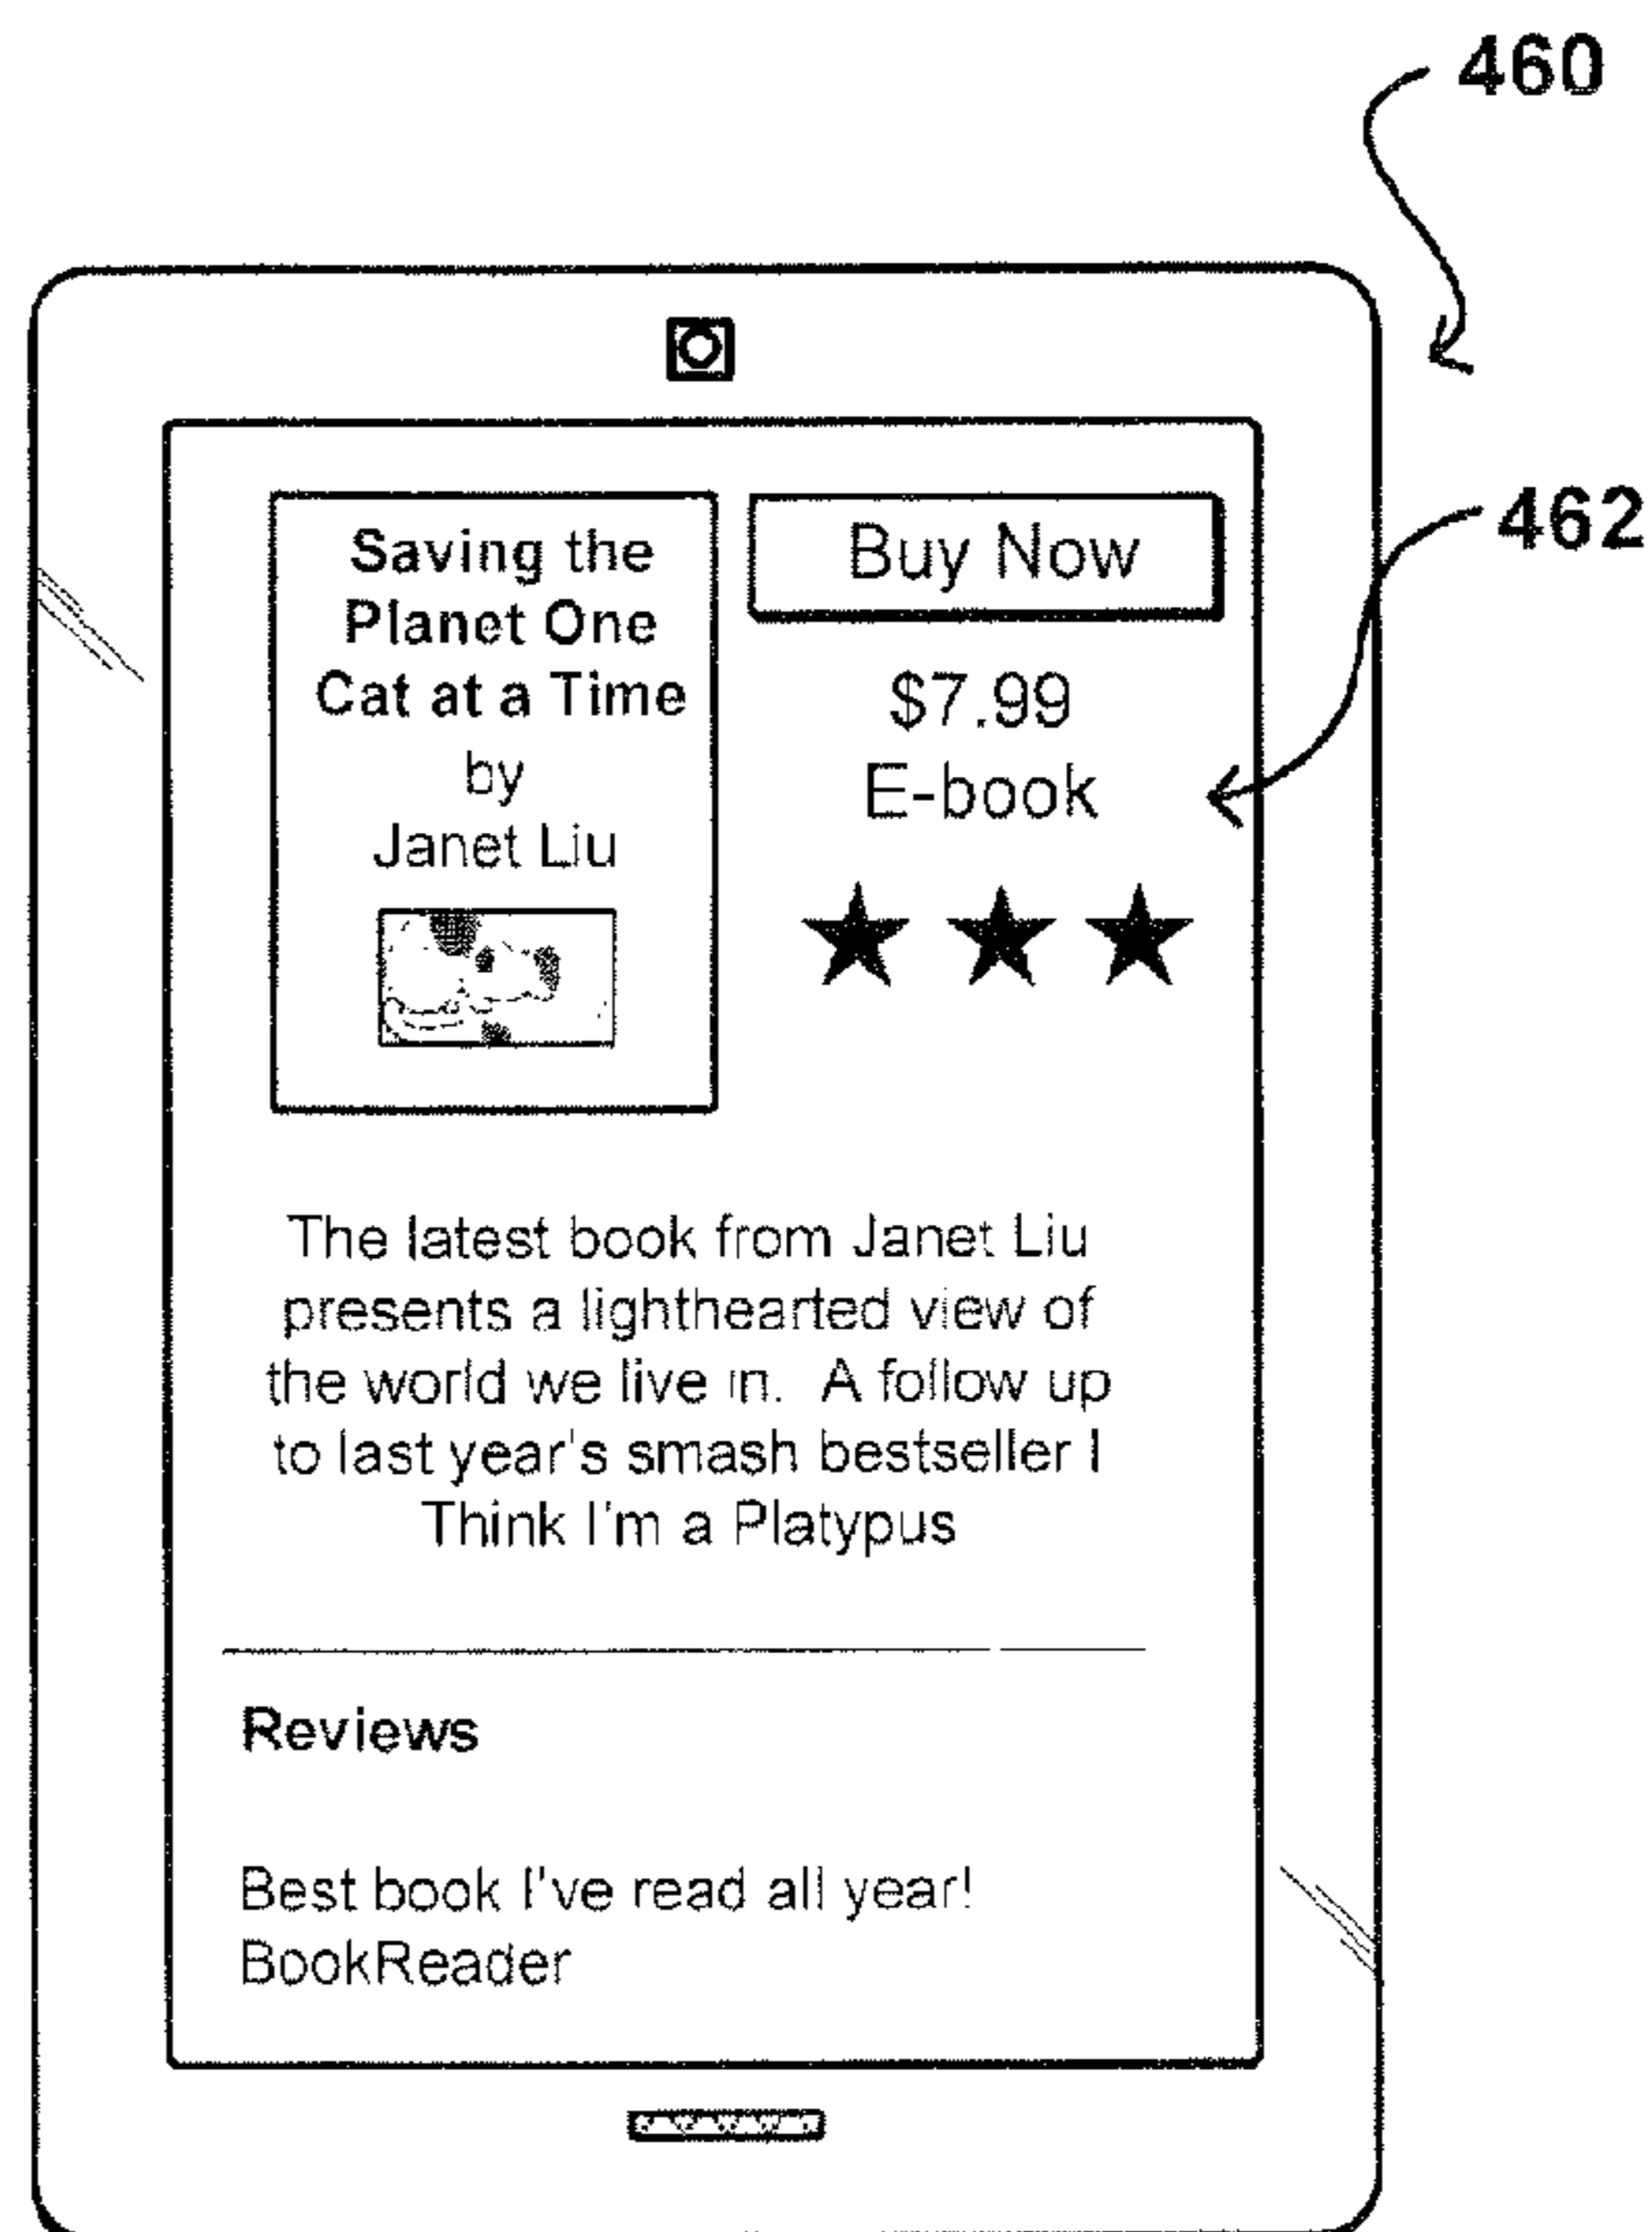 460
462
Saving the
Planet One
Cat at a Time
by
Janet Liu
Buy Now
$7.99
E-book
The latest book from Janet Liu
presents a lighthearted view of
the world we live in. A follow up
to last year's smash bestseller I
Think I'm a Platypus
Reviews
Best book I've read all year!
BookReader